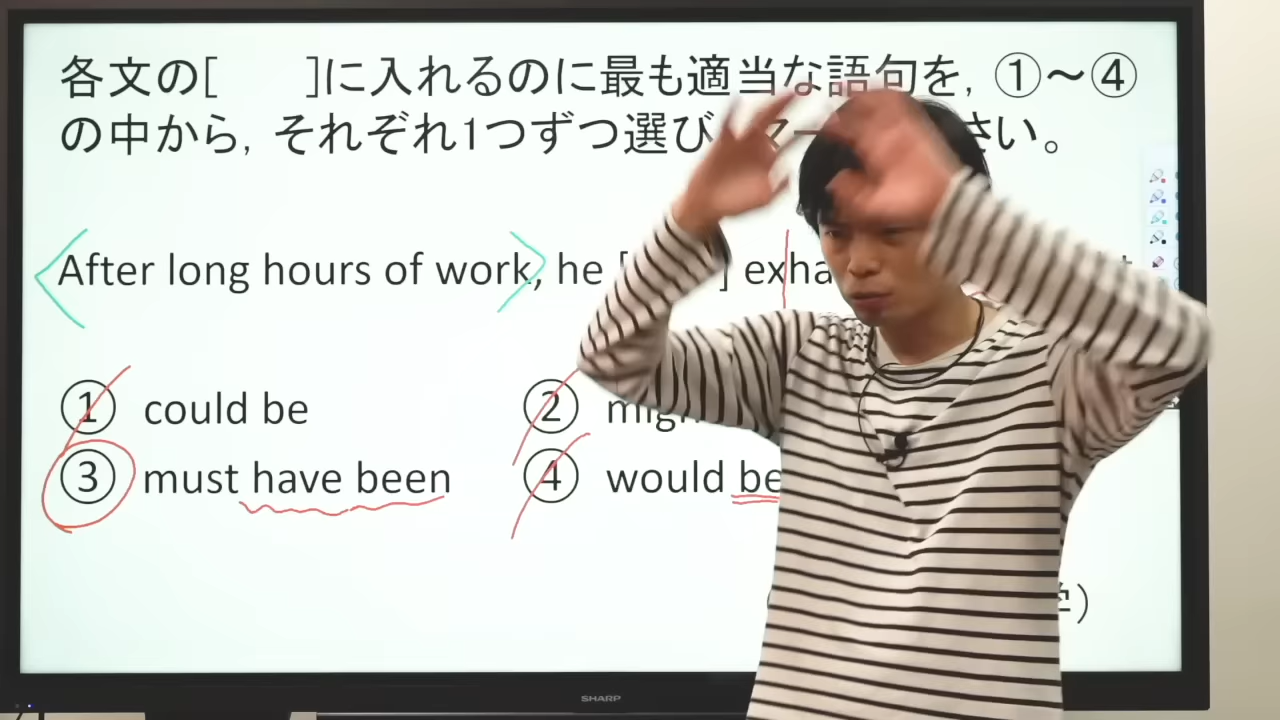 各文の[ ]に入れるのに最も適当な語句を, ①～④
の中から, それぞれ1つずつ選び さい。
After long hours of work, he [ ] exha
① could be
②
③ must have been
④ would be
SHARP